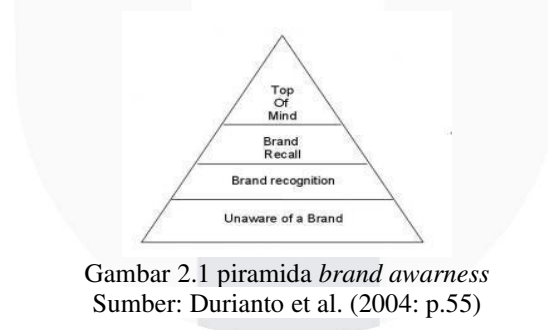 Top
Of
Mind
Brand
Recall
Brand recognition
Unaware of a Brand
Gambar 2.1 piramida brand awarness
Sumber: Durianto et al. (2004: p.55)